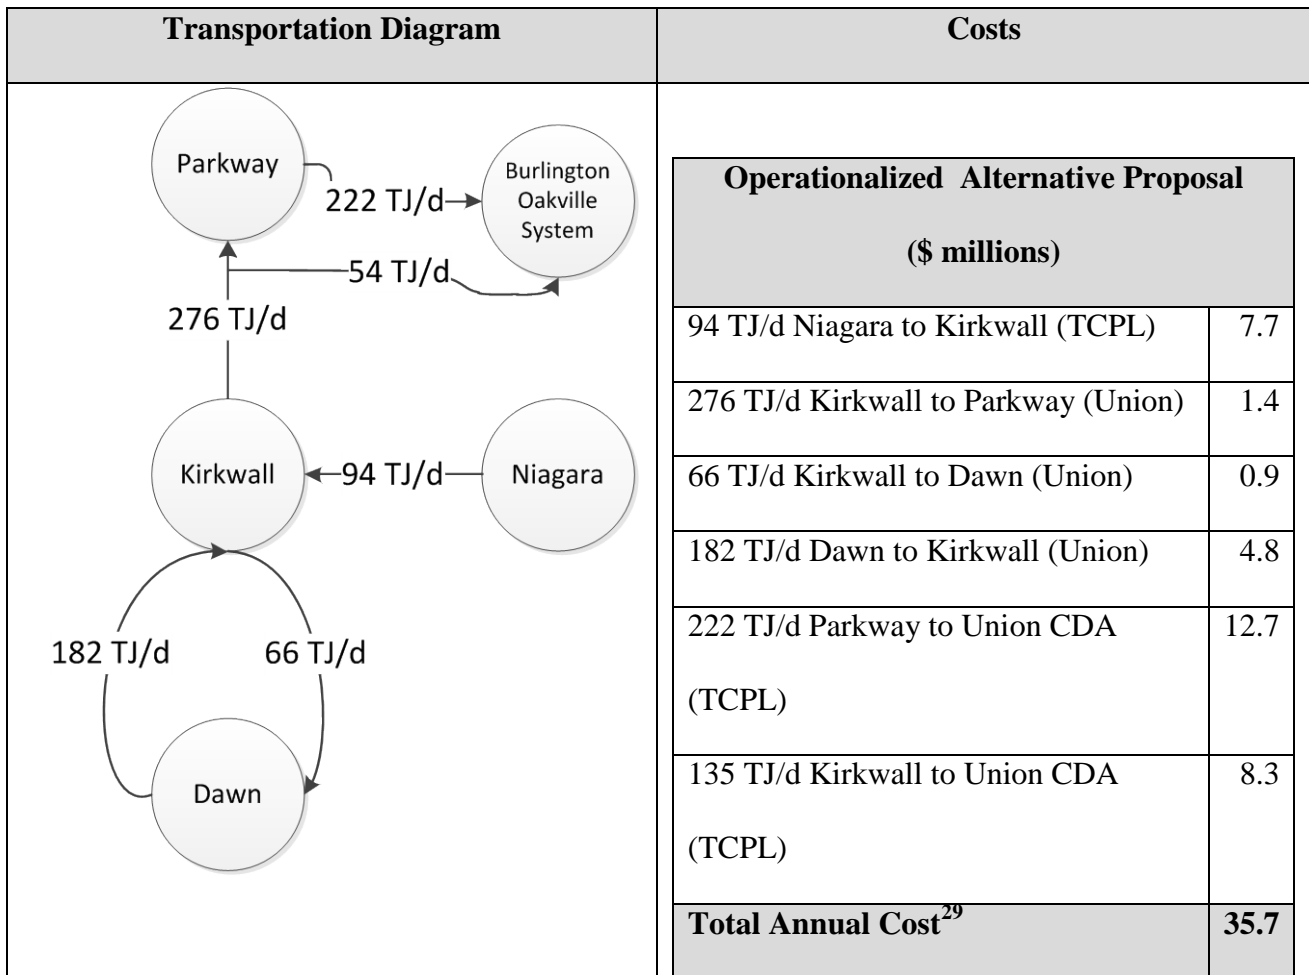 Transportation Diagram
Costs
Parkway
222 TJ/d
Burlington
Oakville
System
54 TJ/d
276 TJ/d
Kirkwall
94 TJ/d
Niagara
182 TJ/d
66 TJ/d
Dawn
Operationalized Alternative Proposal
($ millions)
94 TJ/d Niagara to Kirkwall (TCPL) 7.7
276 TJ/d Kirkwall to Parkway (Union) 1.4
66 TJ/d Kirkwall to Dawn (Union) 0.9
182 TJ/d Dawn to Kirkwall (Union) 4.8
222 TJ/d Parkway to Union CDA 12.7
(TCPL)
135 TJ/d Kirkwall to Union CDA 8.3
(TCPL)
Total Annual Cost29 35.7